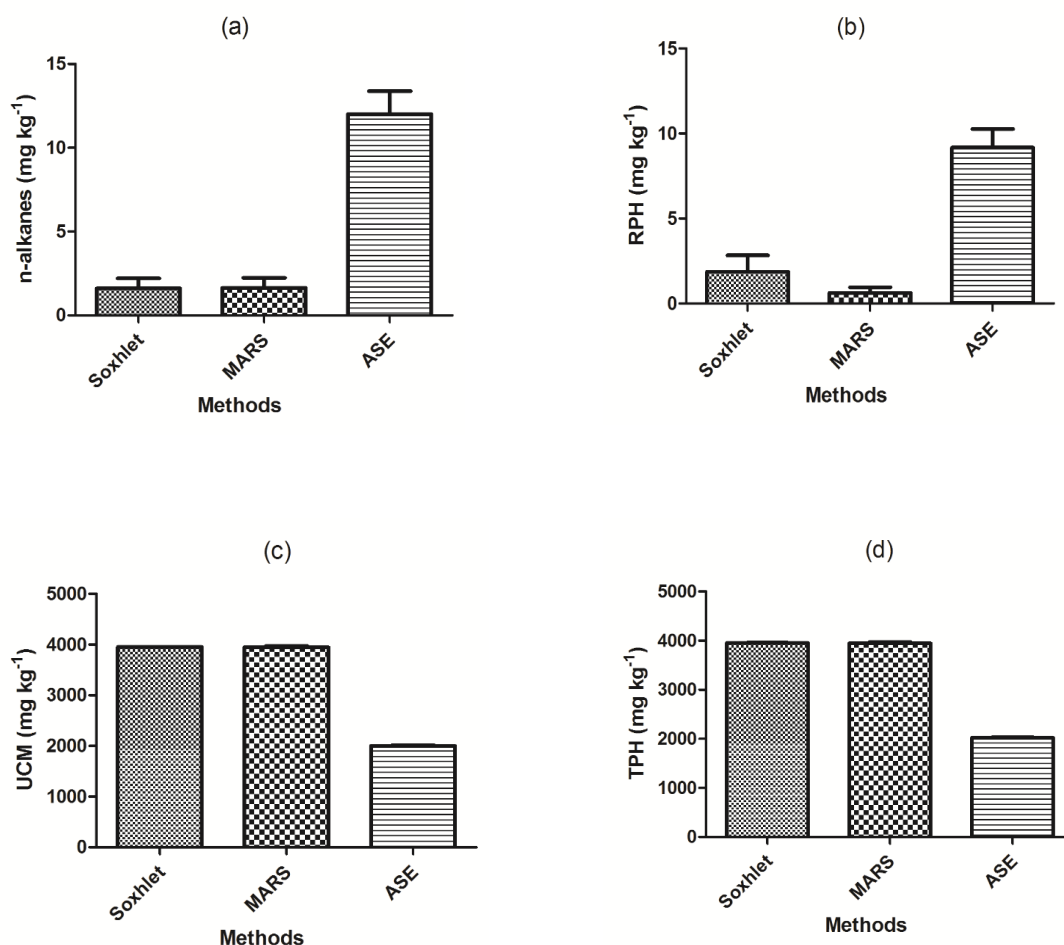 (a)
n-alkanes (mg kg⁻¹)
15
10
5
0
Soxhlet
MARS
ASE
Methods
(b)
RPH (mg kg⁻¹)
15
10
5
0
Soxhlet
MARS
ASE
Methods
(c)
UCM (mg kg⁻¹)
5000
4000
3000
2000
1000
0
Soxhlet
MARS
ASE
Methods
(d)
TPH (mg kg⁻¹)
5000
4000
3000
2000
1000
0
Soxhlet
MARS
ASE
Methods